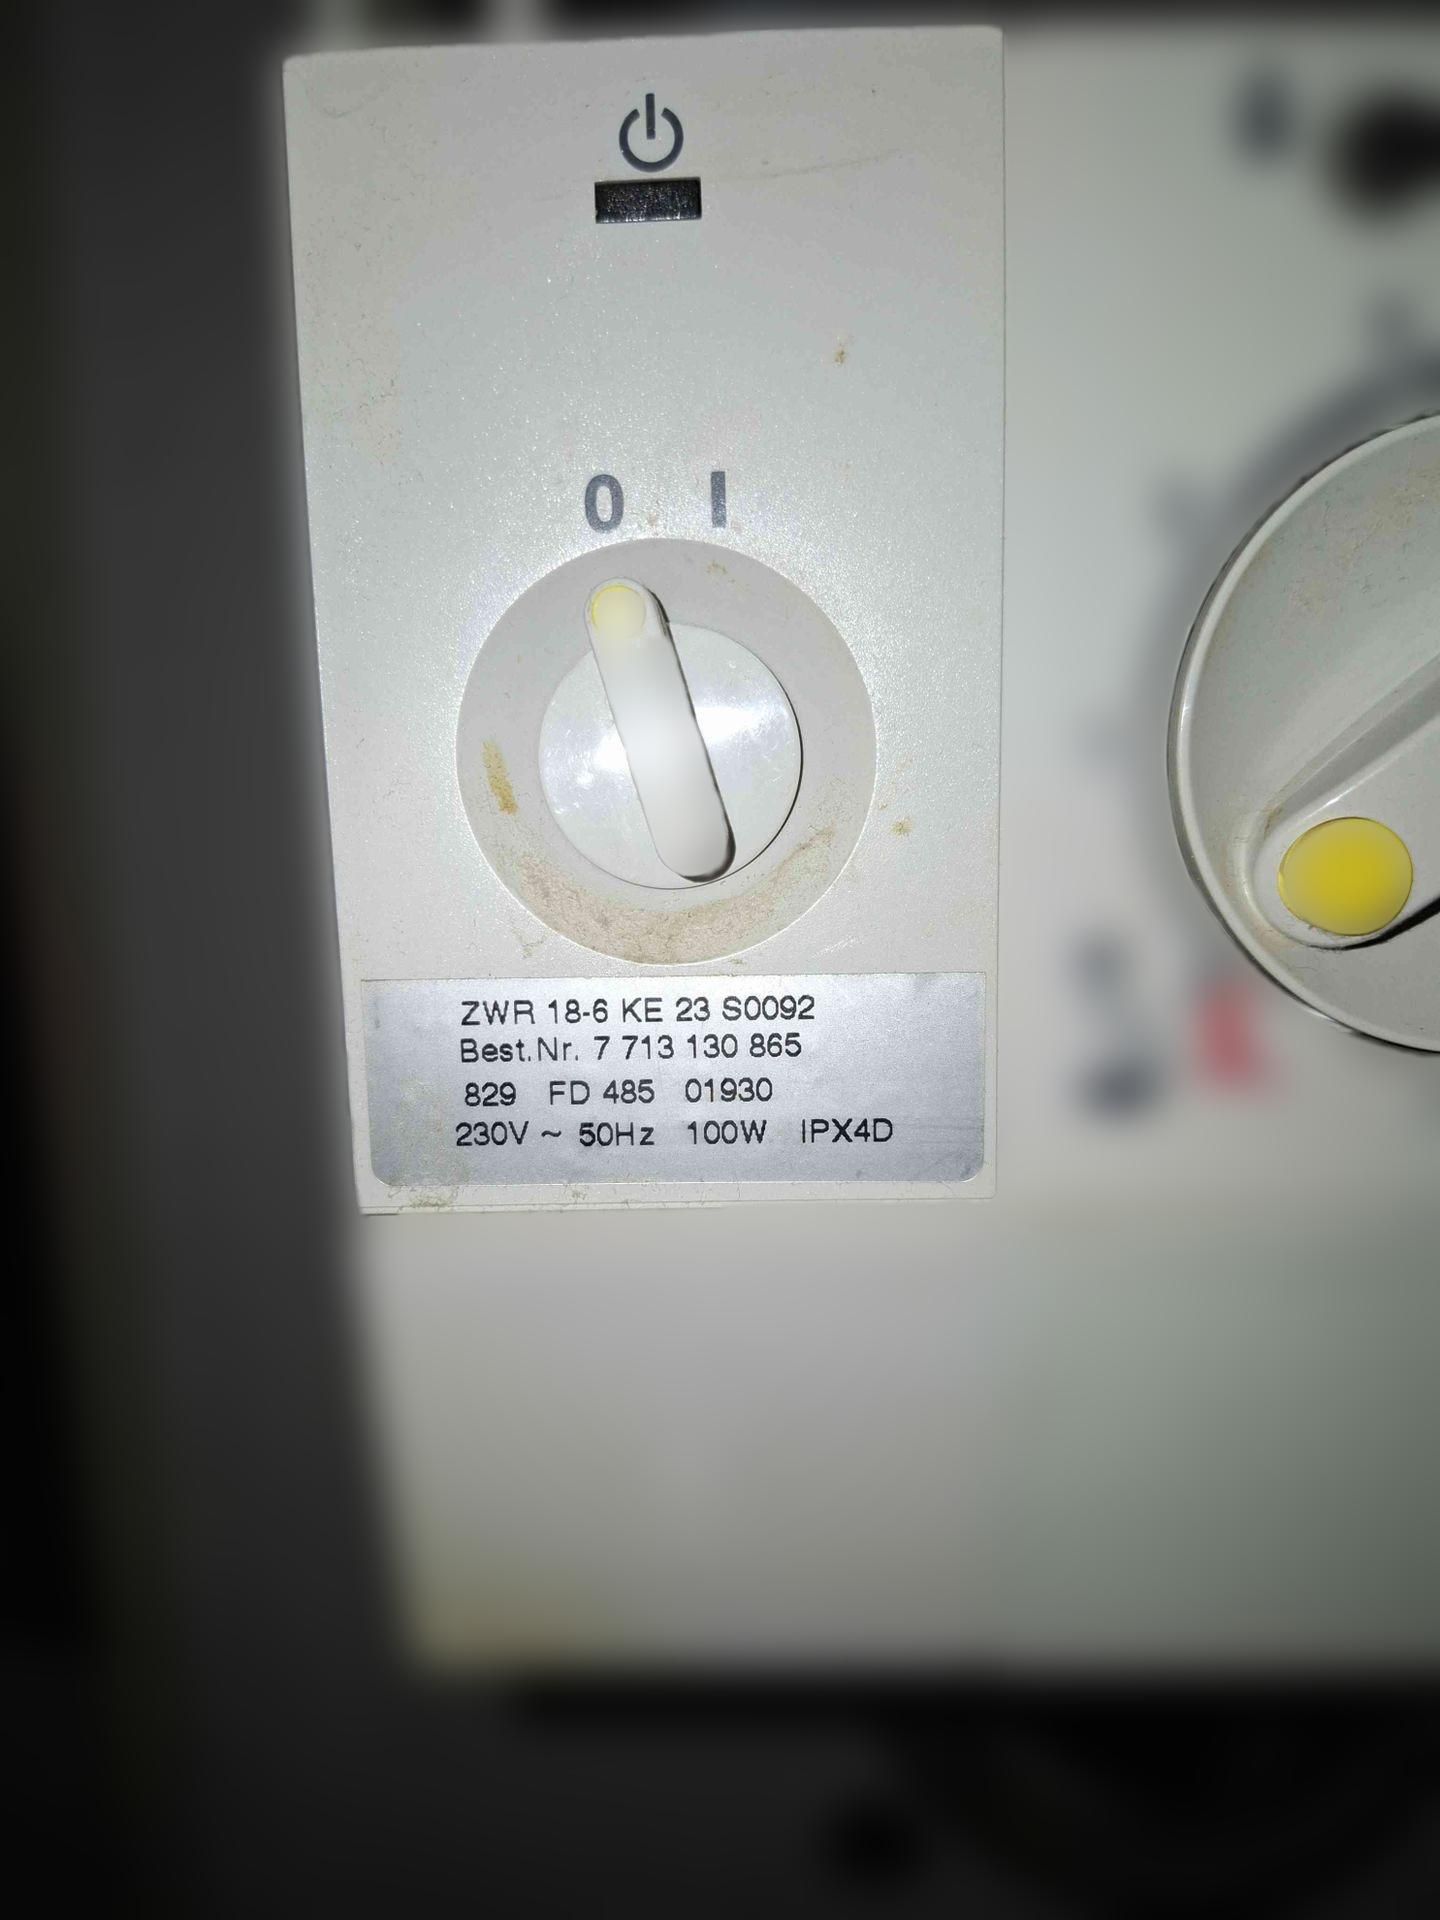 0 I
ZWR 18-6 KE 23 S0092
Best.Nr. 7 713 130 865
829 FD 485 01930
230V ~ 50Hz 100W IPX4D